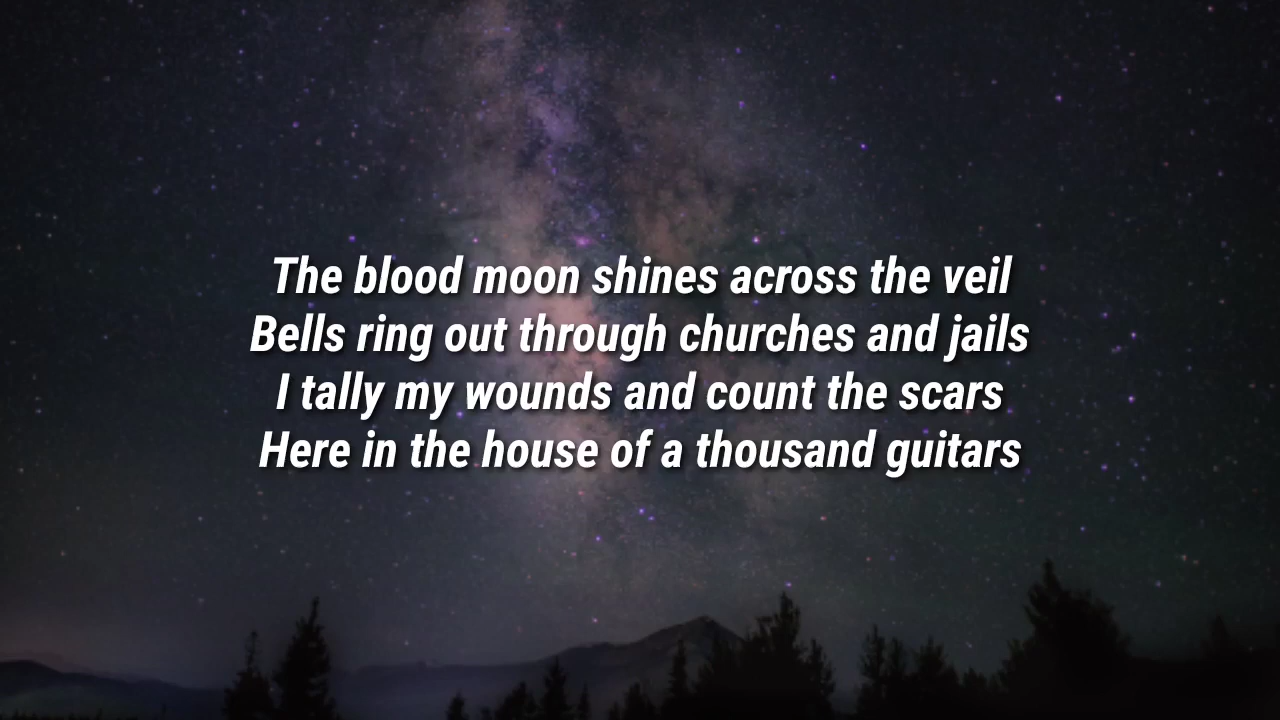 The blood moon shines across the veil
Bells ring out through churches and jails
I tally my wounds and count the scars
Here in the house of a thousand guitars